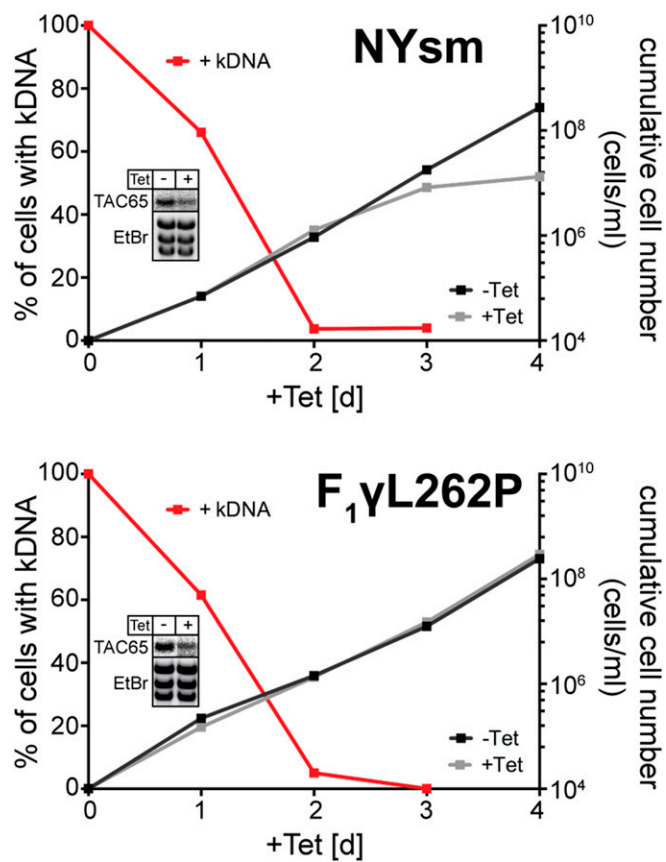 NYsm
+ kDNA
% of cells with kDNA
100
80
60
40
20
0
Tet - +
TAC65
EtBr
cumulative cell number
(cells/ml)
10^10
10^8
10^6
10^4
-Tet
+Tet
0 1 2 3 4
+Tet [d]
F₁γL262P
+ kDNA
% of cells with kDNA
100
80
60
40
20
0
Tet - +
TAC65
EtBr
cumulative cell number
(cells/ml)
10^10
10^8
10^6
10^4
-Tet
+Tet
0 1 2 3 4
+Tet [d]